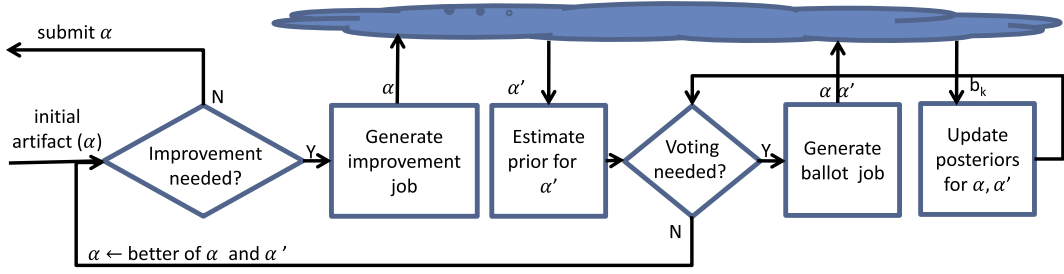 submit α
N
initial
artifact (α)
Improvement
needed?
Y
Generate
improvement
job
α
α’
Estimate
prior for
α’
Voting
needed?
Y
N
Generate
ballot job
α α’
b_k
Update
posteriors
for α, α’
α ← better of α and α ’